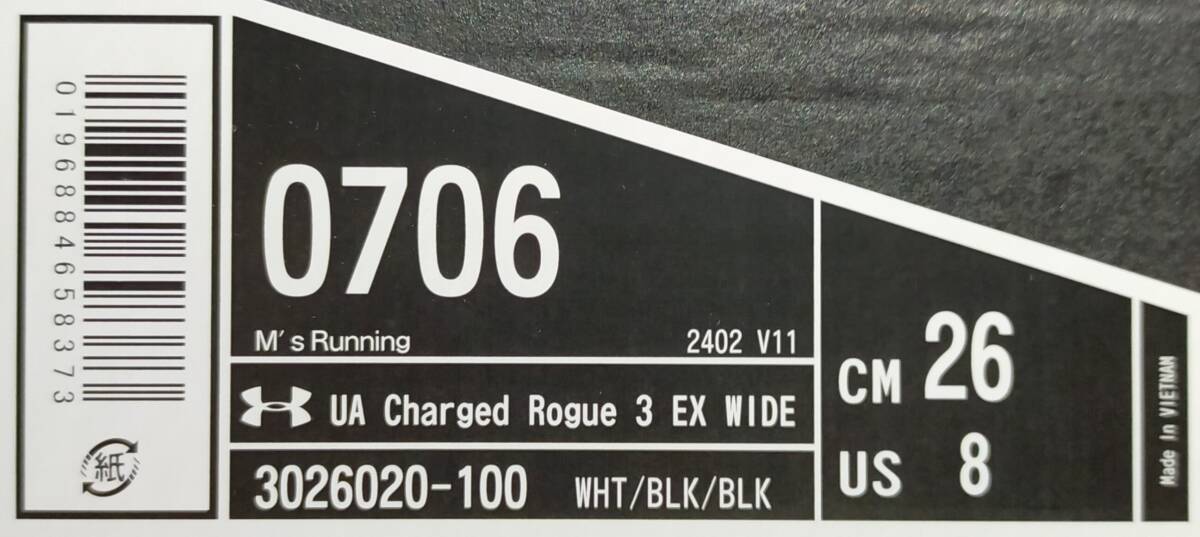 0196884658373
紙
0706
M's Running
2402 V11
UA Charged Rogue 3 EX WIDE
3026020-100 WHT/BLK/BLK
CM 26
US 8
Made In VIETNAM